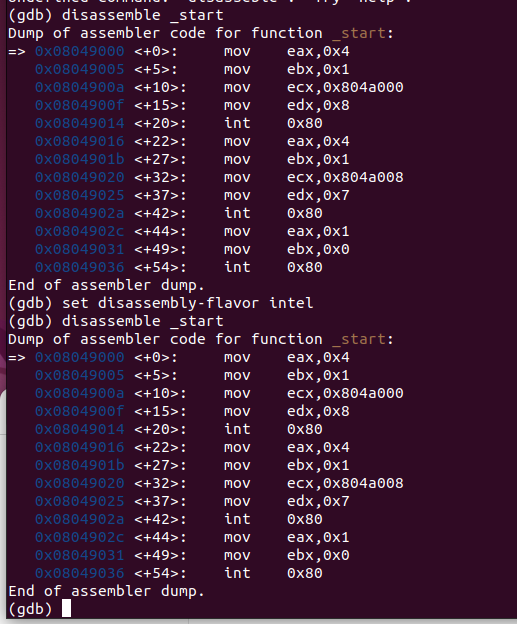 (gdb) disassemble _start
Dump of assembler code for function _start:
=> 0x08049000 <+0>:     mov    eax,0x4
   0x08049005 <+5>:     mov    ebx,0x1
   0x0804900a <+10>:    mov    ecx,0x804a000
   0x0804900f <+15>:    mov    edx,0x8
   0x08049014 <+20>:    int    0x80
   0x08049016 <+22>:    mov    eax,0x4
   0x0804901b <+27>:    mov    ebx,0x1
   0x08049020 <+32>:    mov    ecx,0x804a008
   0x08049025 <+37>:    mov    edx,0x7
   0x0804902a <+42>:    int    0x80
   0x0804902c <+44>:    mov    eax,0x1
   0x08049031 <+49>:    mov    ebx,0x0
   0x08049036 <+54>:    int    0x80
End of assembler dump.
(gdb) set disassembly-flavor intel
(gdb) disassemble _start
Dump of assembler code for function _start:
=> 0x08049000 <+0>:     mov    eax,0x4
   0x08049005 <+5>:     mov    ebx,0x1
   0x0804900a <+10>:    mov    ecx,0x804a000
   0x0804900f <+15>:    mov    edx,0x8
   0x08049014 <+20>:    int    0x80
   0x08049016 <+22>:    mov    eax,0x4
   0x0804901b <+27>:    mov    ebx,0x1
   0x08049020 <+32>:    mov    ecx,0x804a008
   0x08049025 <+37>:    mov    edx,0x7
   0x0804902a <+42>:    int    0x80
   0x0804902c <+44>:    mov    eax,0x1
   0x08049031 <+49>:    mov    ebx,0x0
   0x08049036 <+54>:    int    0x80
End of assembler dump.
(gdb)